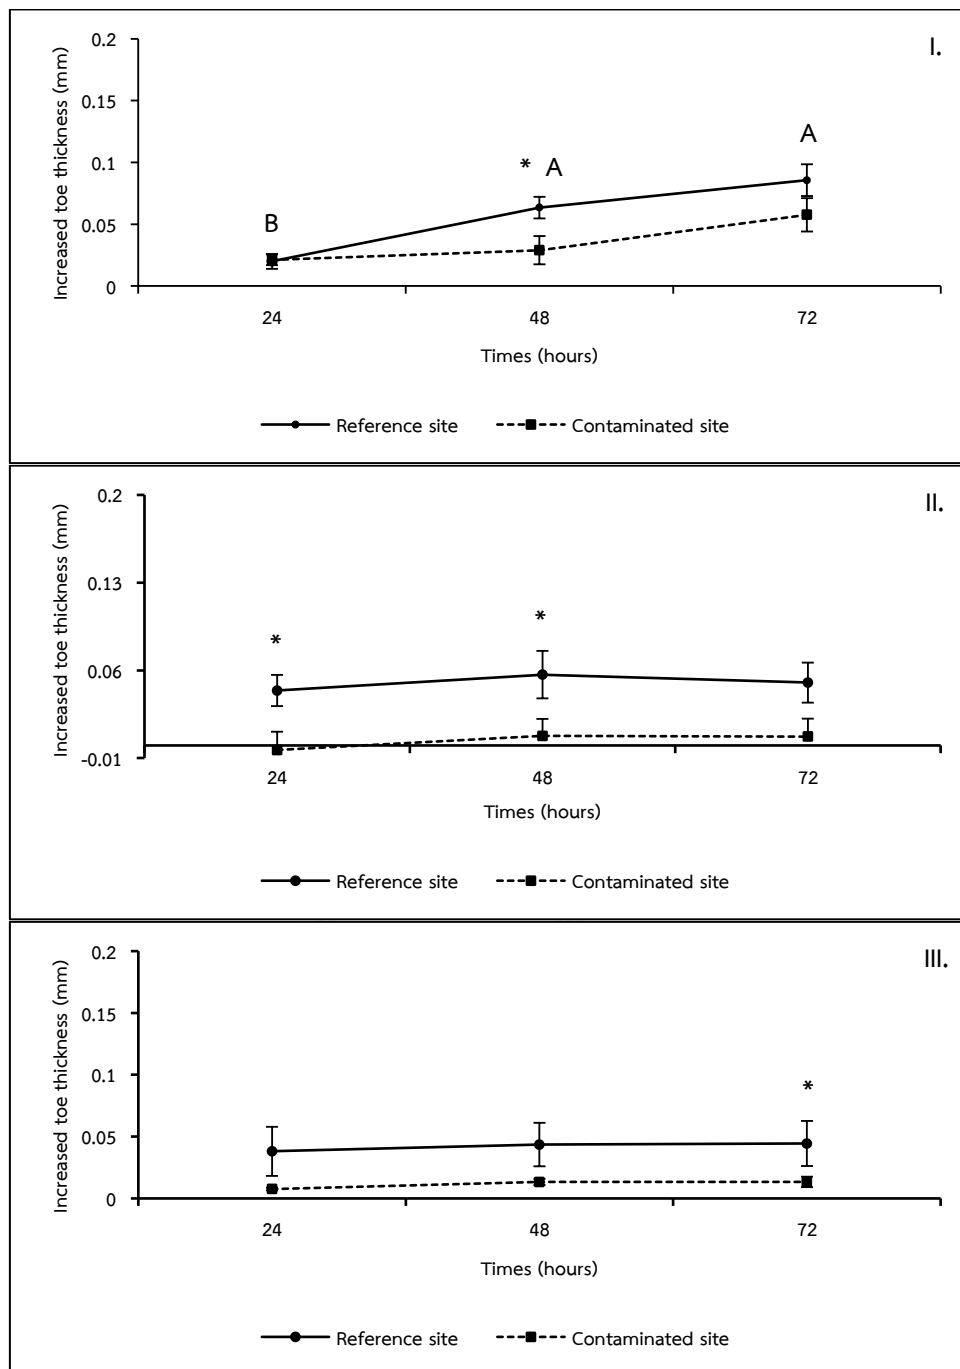 I.
Increased toe thickness (mm)
0.2
0.15
0.1
0.05
0
B
* A
A
24 48 72
Times (hours)
Reference site Contaminated site
II.
Increased toe thickness (mm)
0.2
0.13
0.06
-0.01
*
*
24 48 72
Times (hours)
Reference site Contaminated site
III.
Increased toe thickness (mm)
0.2
0.15
0.1
0.05
0
*
24 48 72
Times (hours)
Reference site Contaminated site